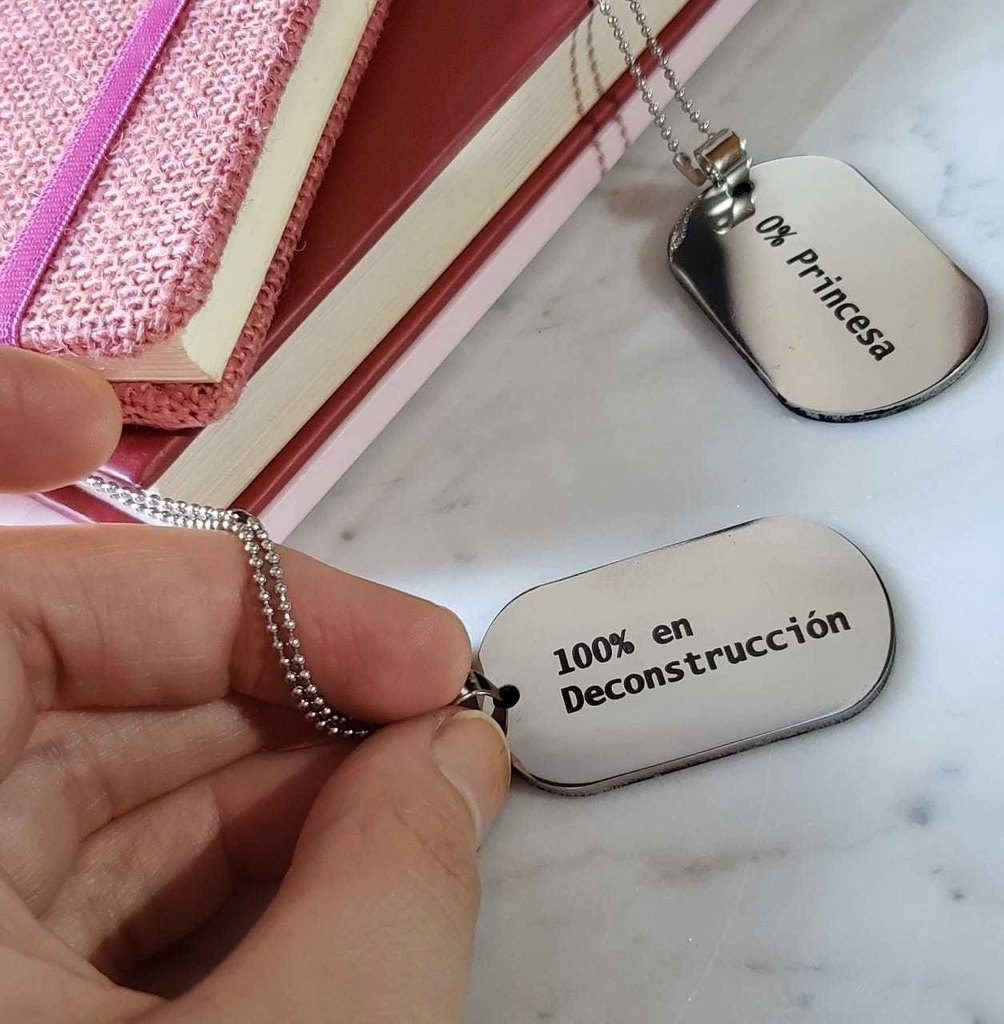 0% Princesa
100% en
Deconstrucción